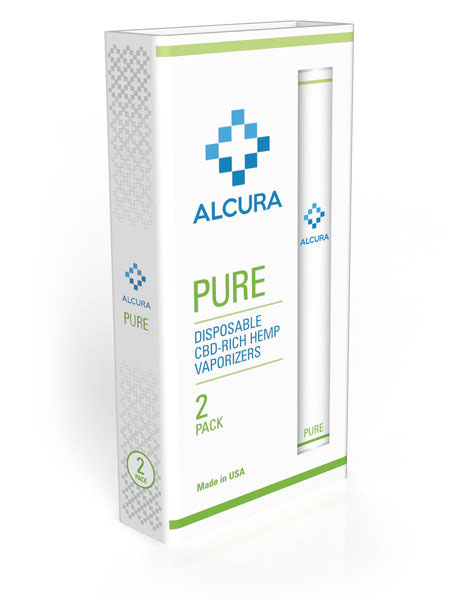 ALCURA
PURE
DISPOSABLE
CBD-RICH HEMP
VAPORIZERS
2
PACK
Made in USA
ALCURA
PURE
ALCURA
PURE
2
PACK